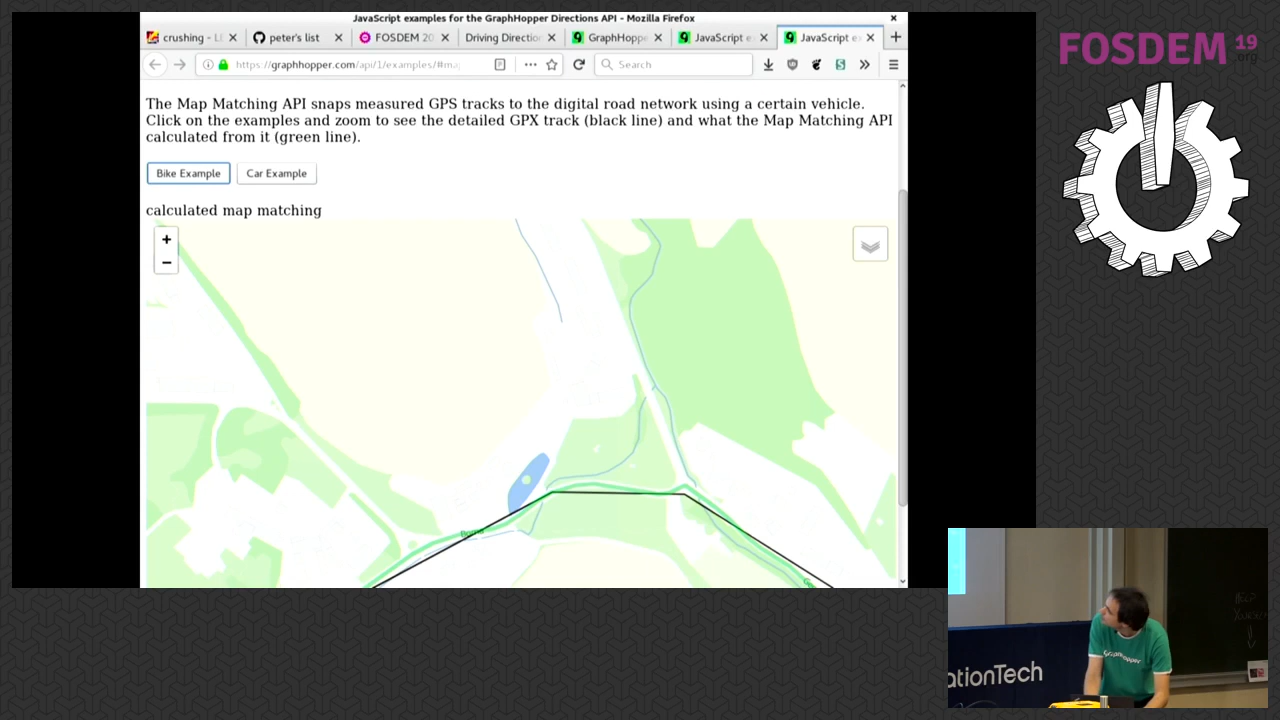 JavaScript examples for the GraphHopper Directions API - Mozilla Firefox
crushing - L
peter's list
FOSDEM 20
Driving Directio
GraphHoppe
JavaScript e
JavaScript e
https://graphhopper.com/api/1/examples/#ma
Search
The Map Matching API snaps measured GPS tracks to the digital road network using a certain vehicle.
Click on the examples and zoom to see the detailed GPX track (black line) and what the Map Matching API
calculated from it (green line).
Bike Example
Car Example
calculated map matching
+
−
FOSDEM 19
.org
GraphHopper
ationTech